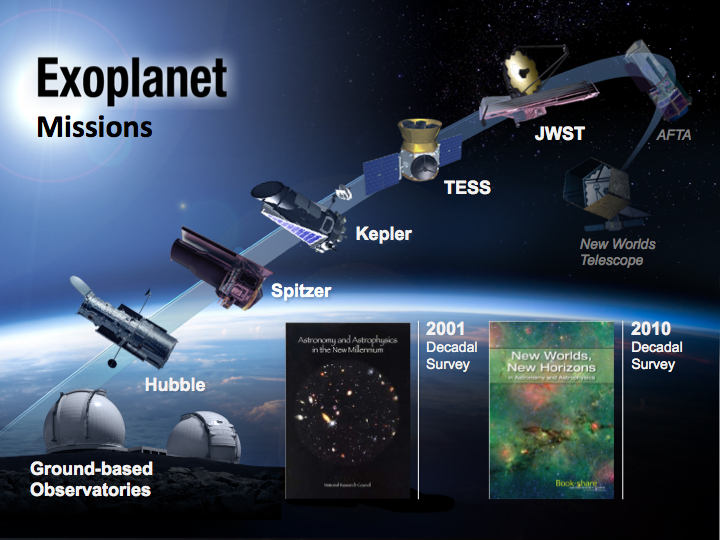 Exoplanet
Missions
JWST
AFTA
TESS
Kepler
New Worlds
Telescope
Spitzer
Hubble
Ground-based
Observatories
Astronomy and Astrophysics
in the New Millennium
National Research Council
2001
Decadal
Survey
New Worlds,
New Horizons
in Astronomy and Astrophysics
Book-share
2010
Decadal
Survey